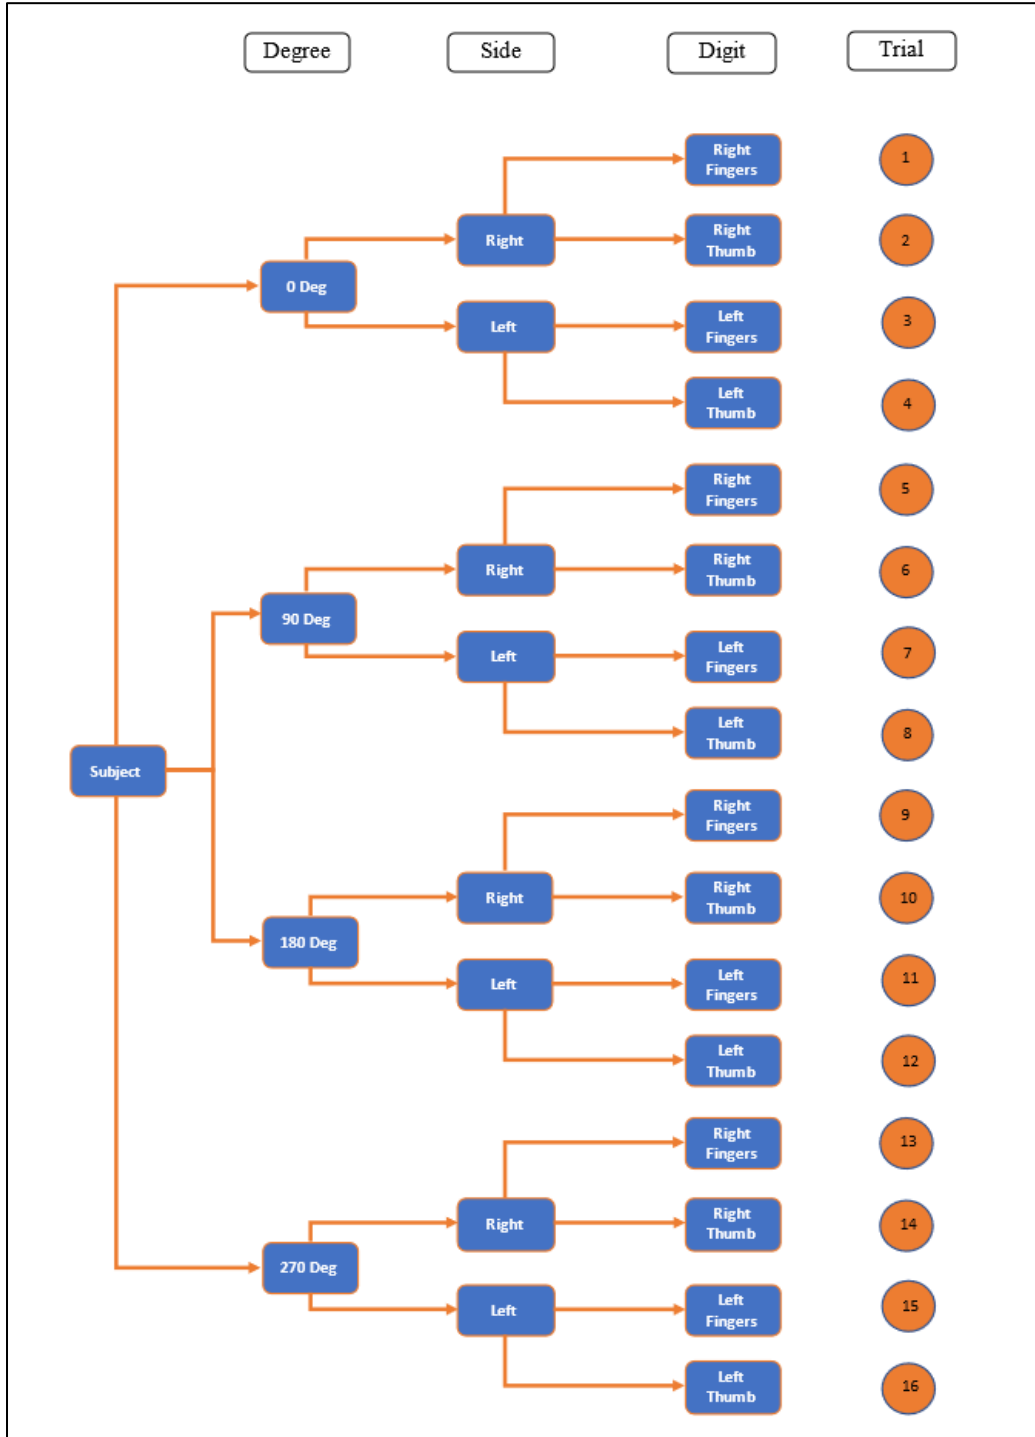 Degree Side Digit Trial
Right
Fingers
1
Right
Right
Thumb
2
0 Deg
Left
Left
Fingers
3
Left
Thumb
4
Right
Fingers
5
Right
Right
Thumb
6
90 Deg
Left
Left
Fingers
7
Left
Thumb
8
Subject
Right
Fingers
9
Right
Right
Thumb
10
180 Deg
Left
Left
Fingers
11
Left
Thumb
12
Right
Fingers
13
Right
Right
Thumb
14
270 Deg
Left
Left
Fingers
15
Left
Thumb
16